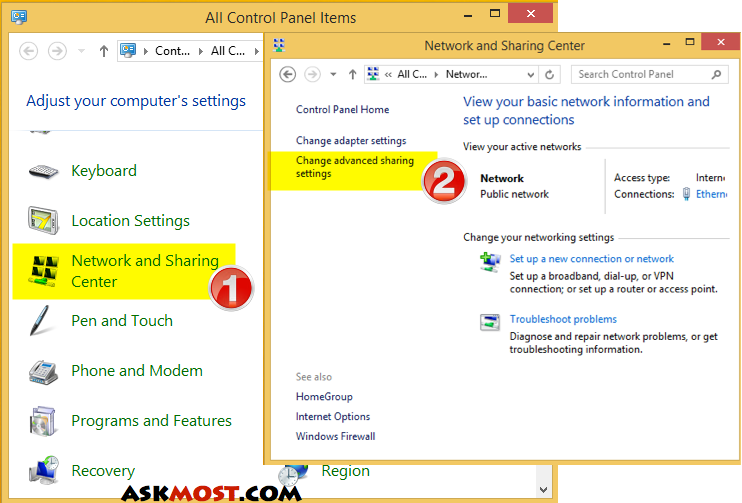 All Control Panel Items
Cont...
All C...
Adjust your computer's settings
Keyboard
Location Settings
Network and Sharing
Center
1
Pen and Touch
Phone and Modem
Programs and Features
Recovery
Region
Network and Sharing Center
« All C...
Networ...
Search Control Panel
Control Panel Home
Change adapter settings
Change advanced sharing
settings
2
See also
HomeGroup
Internet Options
Windows Firewall
View your basic network information and
set up connections
View your active networks
Network
Public network
Access type:
Intern
Connections:
Ethern
Change your networking settings
Set up a new connection or network
Set up a broadband, dial-up, or VPN
connection; or set up a router or access point.
Troubleshoot problems
Diagnose and repair network problems, or get
troubleshooting information.
ASKMOST.COM